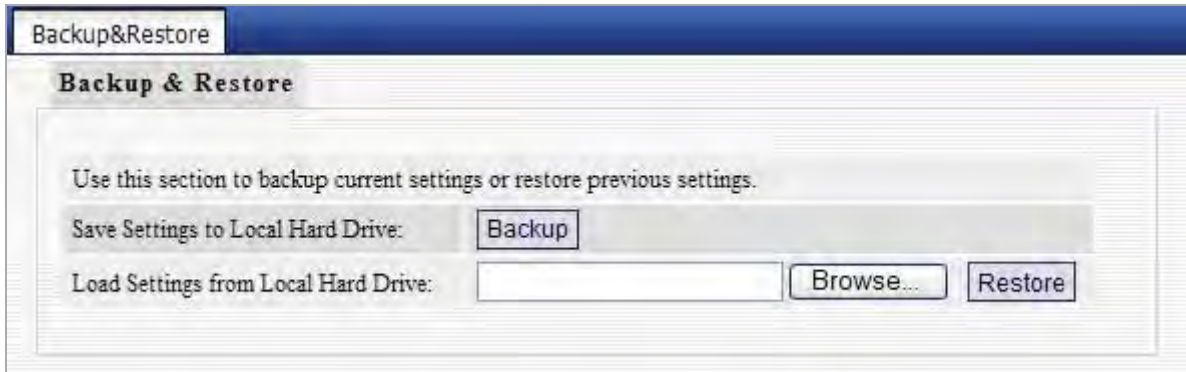 Backup&Restore
Backup & Restore
Use this section to backup current settings or restore previous settings.
Save Settings to Local Hard Drive: Backup
Load Settings from Local Hard Drive: Browse... Restore